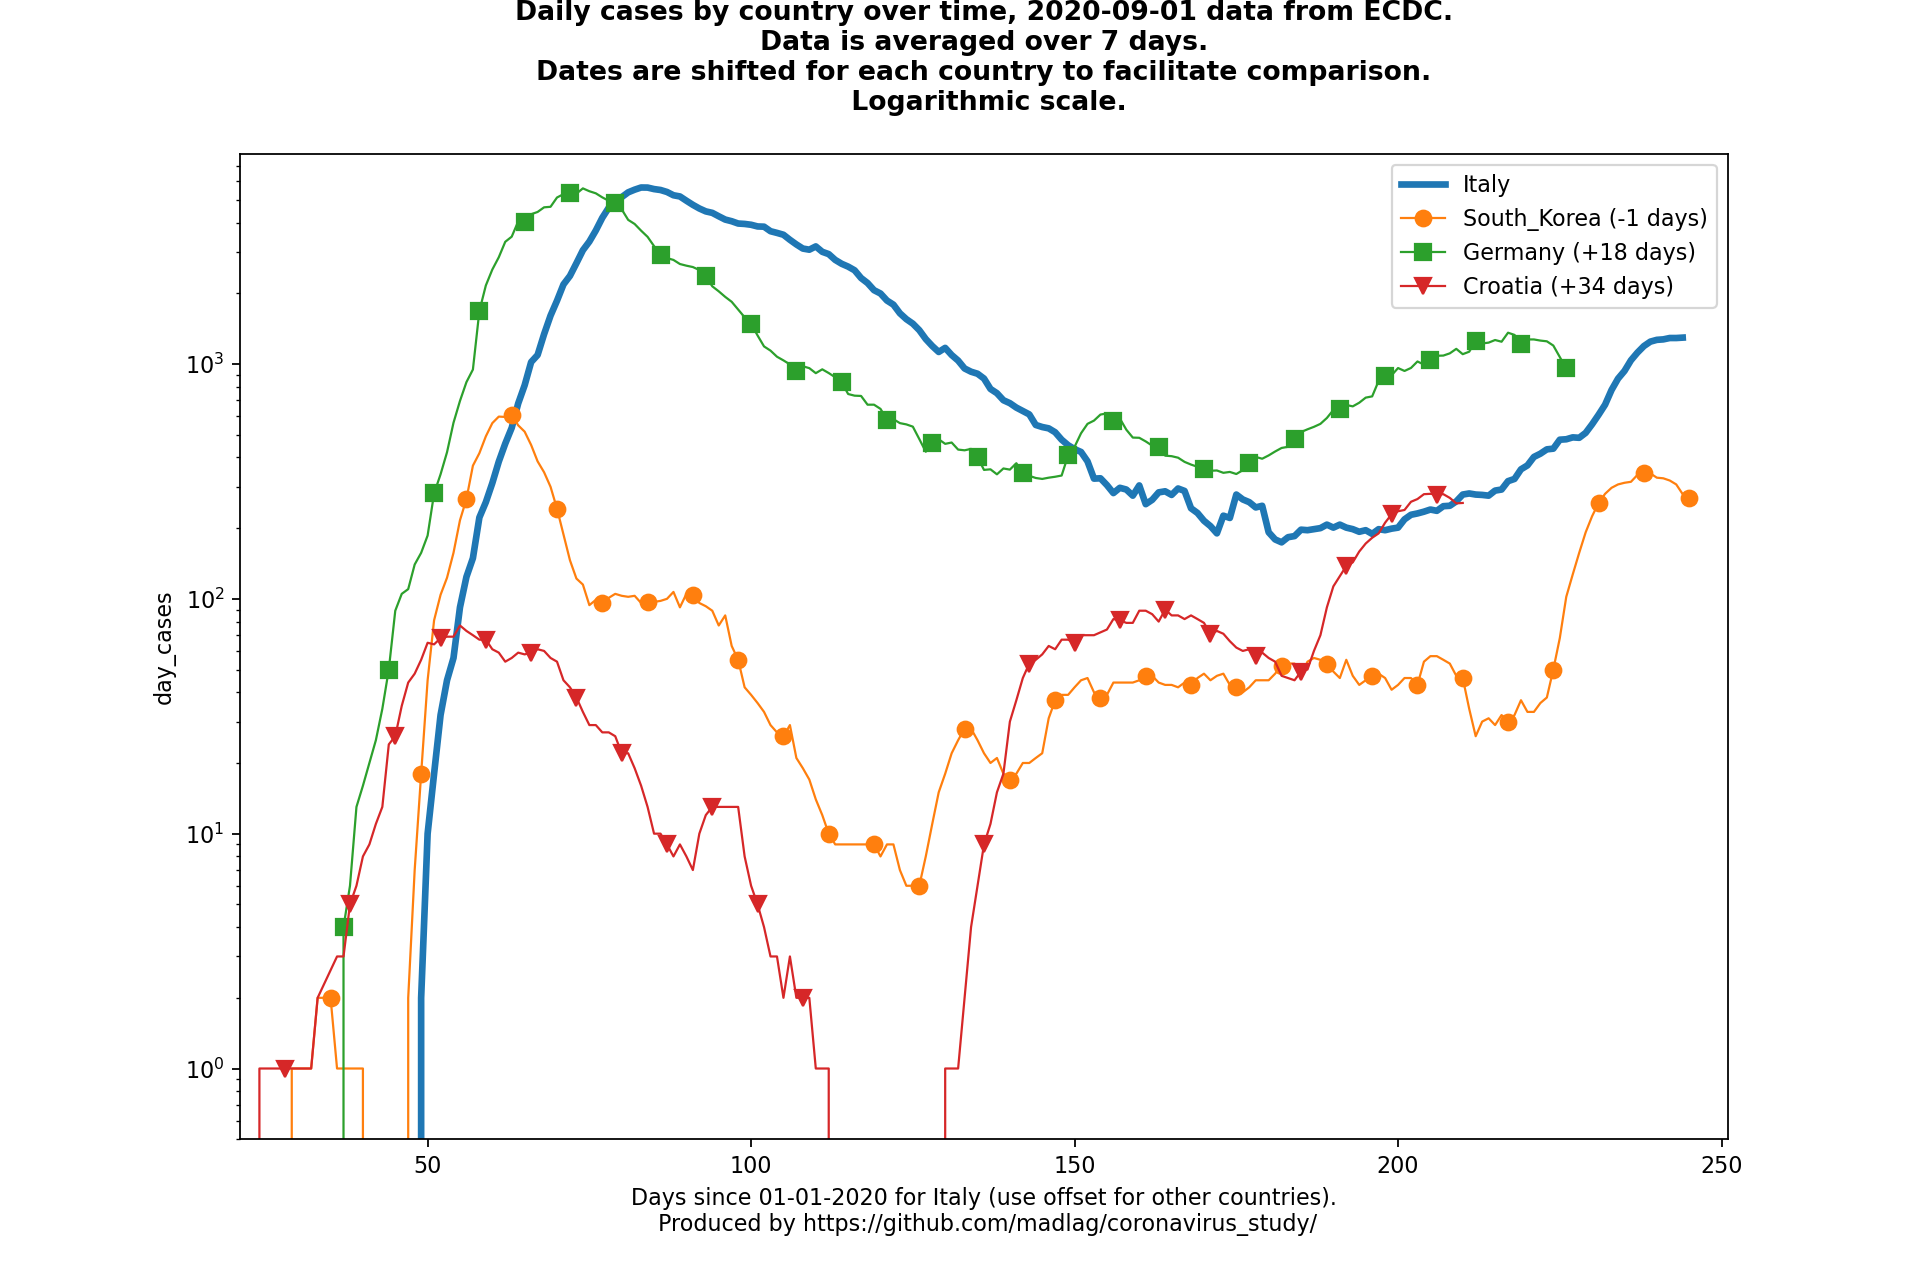 Daily cases by country over time, 2020-09-01 data from ECDC.
Data is averaged over 7 days.
Dates are shifted for each country to facilitate comparison.
Logarithmic scale.
Italy
South_Korea (-1 days)
Germany (+18 days)
Croatia (+34 days)
10³
10²
10¹
10⁰
day_cases
50 100 150 200 250
Days since 01-01-2020 for Italy (use offset for other countries).
Produced by https://github.com/madlag/coronavirus_study/